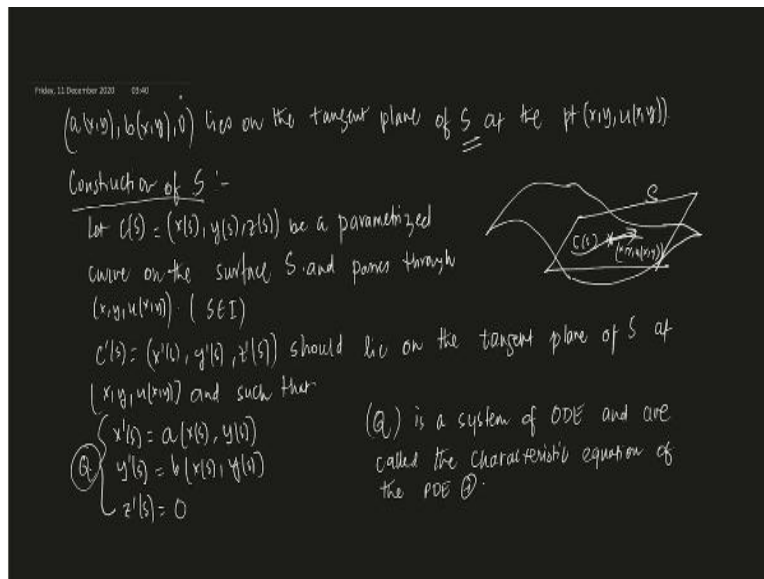 Friday, 11 December 2020 03:40
(a(x,y), b(x,y), 0) lies on the tangent plane of S at the pt (x,y,u(x,y))
Construction of S :-
Let C(s) = (x(s), y(s), z(s)) be a parametrized
curve on the surface S. and passes through
(x,y,u(x,y)). (S∈I)
C'(s) = (x'(s), y'(s), z'(s)) should lie on the tangent plane of S at
(x,y,u(x,y)) and such that
Q { x'(s) = a(x(s), y(s))
y'(s) = b(x(s), y(s))
z'(s) = 0
S
C(s)
(x,y,u(x,y))
(Q) is a system of ODE and are
called the characteristic equation of
the PDE